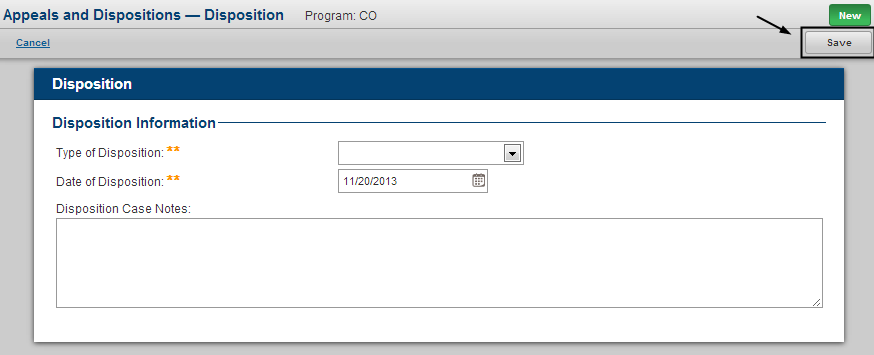 Appeals and Dispositions — Disposition Program: CO New
Cancel Save
Disposition
Disposition Information
Type of Disposition: **
Date of Disposition: ** 11/20/2013
Disposition Case Notes: